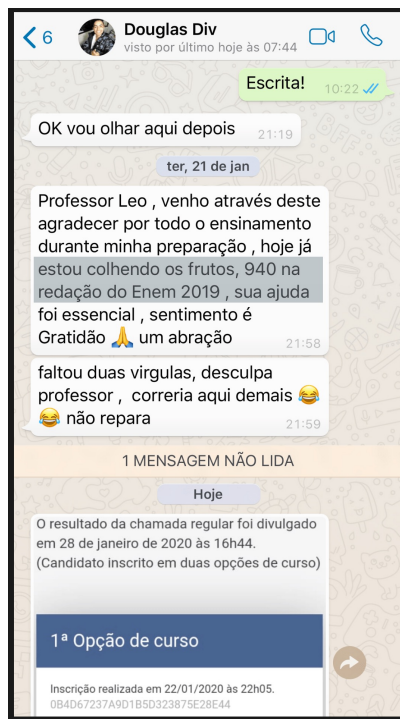 6
Douglas Div
visto por último hoje às 07:44
Escrita!
10:22
OK vou olhar aqui depois
21:19
ter, 21 de jan
Professor Leo , venho através deste
agradecer por todo o ensinamento
durante minha preparação , hoje já
estou colhendo os frutos, 940 na
redação do Enem 2019 , sua ajuda
foi essencial , sentimento é
Gratidão 🙏 um abração
21:58
faltou duas virgulas, desculpa
professor , correria aqui demais 😂
😂 não repara
21:59
1 MENSAGEM NÃO LIDA
Hoje
O resultado da chamada regular foi divulgado
em 28 de janeiro de 2020 às 16h44.
(Candidato inscrito em duas opções de curso)
1ª Opção de curso
Inscrição realizada em 22/01/2020 às 22h05.
0B4D67237A9D1B5D323875E28E44